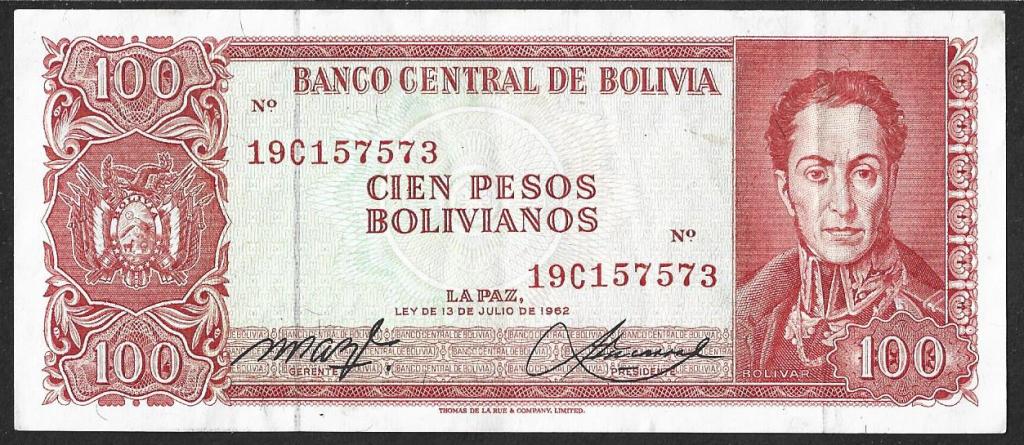 100
BANCO CENTRAL DE BOLIVIA
Nº
19C157573
CIEN PESOS
BOLIVIANOS
Nº
19C157573
LA PAZ,
LEY DE 13 DE JULIO DE 1962
GERENTE
PRESIDENTE
BOLIVAR
100
100
THOMAS DE LA RUE & COMPANY, LIMITED.